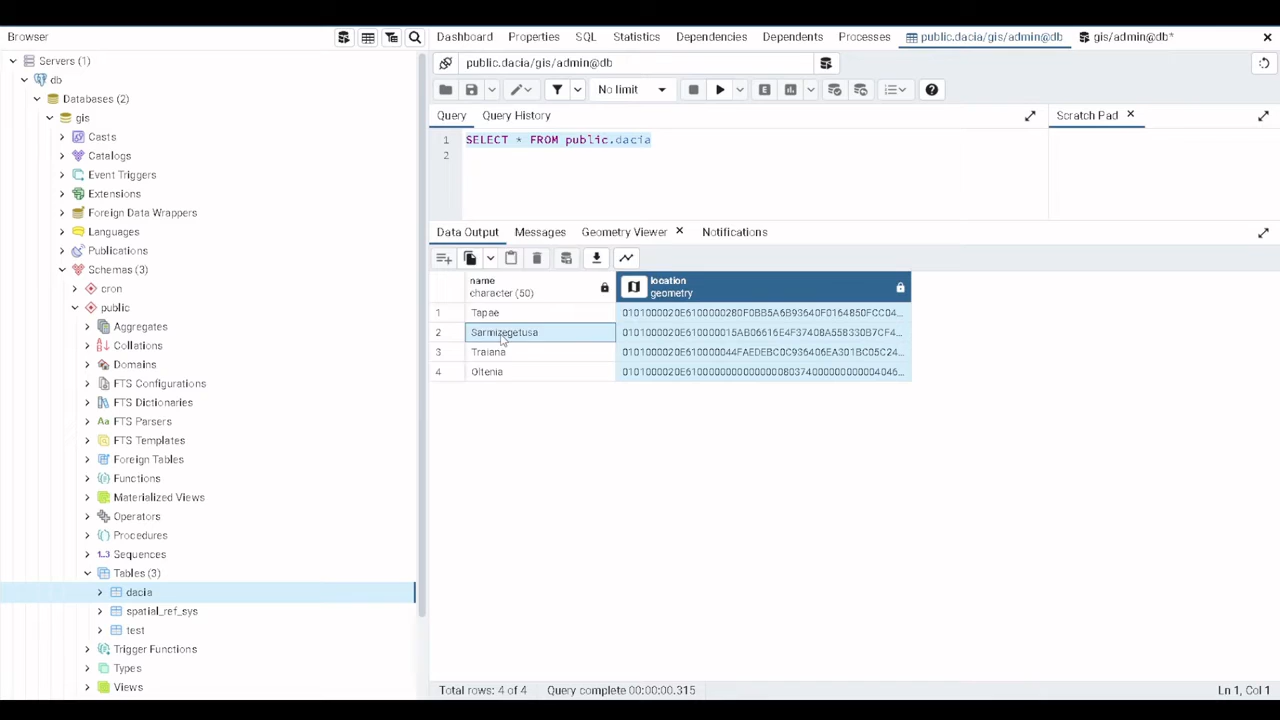 Browser
Servers (1)
db
Databases (2)
gis
Casts
Catalogs
Event Triggers
Extensions
Foreign Data Wrappers
Languages
Publications
Schemas (3)
cron
public
Aggregates
Collations
Domains
FTS Configurations
FTS Dictionaries
FTS Parsers
FTS Templates
Foreign Tables
Functions
Materialized Views
Operators
Procedures
1..3 Sequences
Tables (3)
dacia
spatial_ref_sys
test
Trigger Functions
Types
Views
Dashboard Properties SQL Statistics Dependencies Dependents Processes public.dacia/gis/admin@db gis/admin@db*
public.dacia/gis/admin@db
No limit
Query Query History Scratch Pad
1 SELECT * FROM public.dacia
2
Data Output Messages Geometry Viewer Notifications
name location
character (50) geometry
1 Tapae 0101000020E6100000280F0BB5A6B93640F0164850FCC04...
2 Sarmizegetusa 0101000020E610000015AB06616E4F37408A558330B7CF4...
3 Traiana 0101000020E610000044FAEDEBC0C936406EA301BC05C24...
4 Oltenia 0101000020E610000000000000008037400000000000004046...
Total rows: 4 of 4 Query complete 00:00:00.315 Ln 1, Col 1